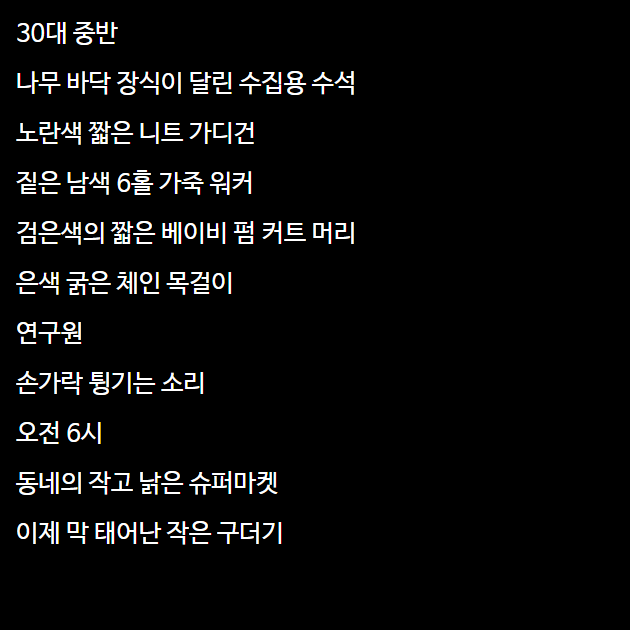 30대 중반
나무 바닥 장식이 달린 수집용 수석
노란색 짧은 니트 가디건
짙은 남색 6홀 가죽 워커
검은색의 짧은 베이비 펌 커트 머리
은색 굵은 체인 목걸이
연구원
손가락 튕기는 소리
오전 6시
동네의 작고 낡은 슈퍼마켓
이제 막 태어난 작은 구더기